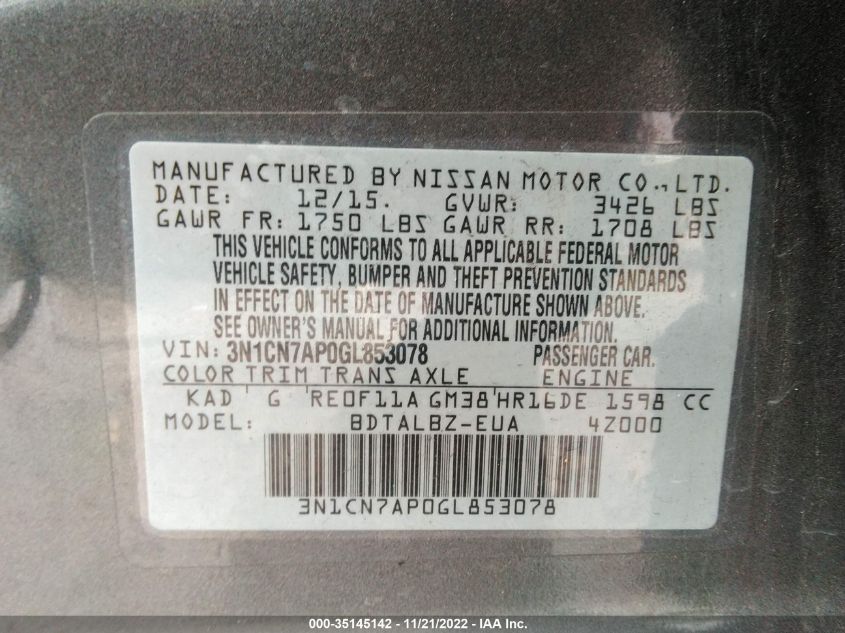 MANUFACTURED BY NISSAN MOTOR CO., LTD.
DATE: 12/15. GVWR: 3426 LBS
GAWR FR: 1750 LBS GAWR RR: 1708 LBS
THIS VEHICLE CONFORMS TO ALL APPLICABLE FEDERAL MOTOR
VEHICLE SAFETY, BUMPER AND THEFT PREVENTION STANDARDS
IN EFFECT ON THE DATE OF MANUFACTURE SHOWN ABOVE.
SEE OWNER'S MANUAL FOR ADDITIONAL INFORMATION.
VIN: 3N1CN7AP0GL853078 PASSENGER CAR.
COLOR TRIM TRANS AXLE ENGINE
KAD G RE0F11A GM38 HR16DE 1598 CC
MODEL: BDTALBZ-EUA 4Z000
3N1CN7AP0GL853078
000-35145142 - 11/21/2022 - IAA Inc.